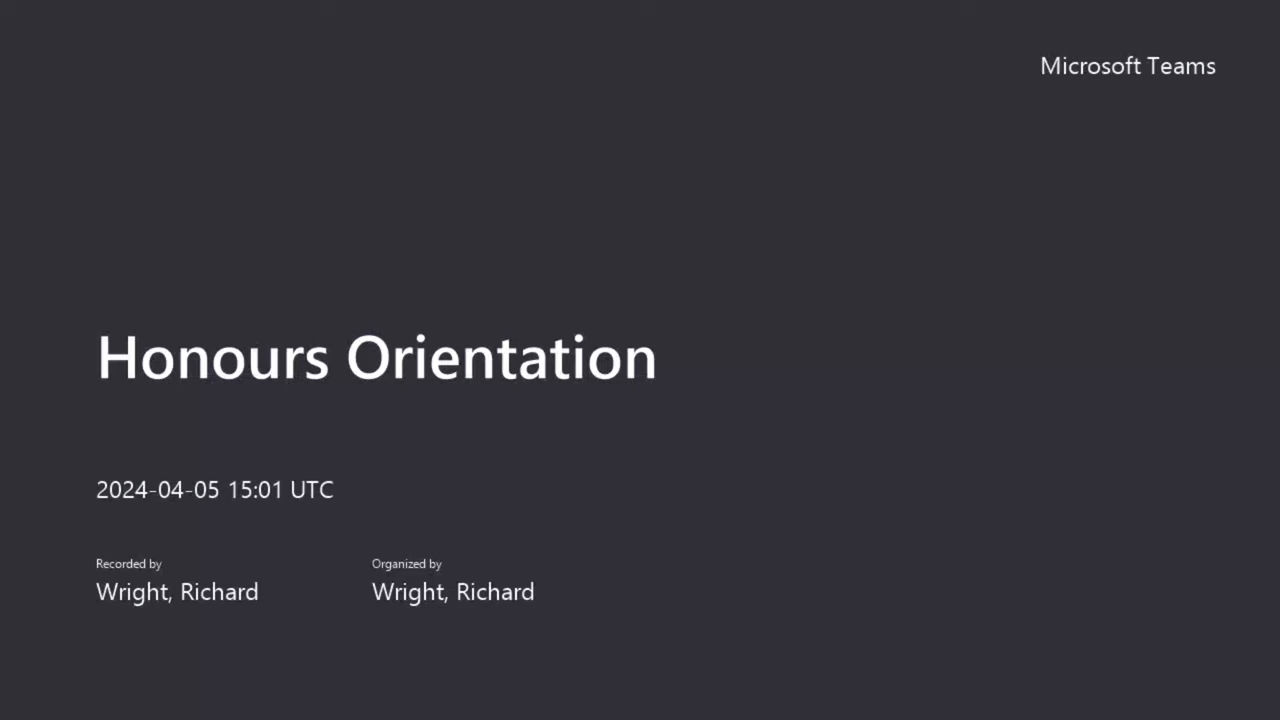 Microsoft Teams
Honours Orientation
2024-04-05 15:01 UTC
Recorded by
Organized by
Wright, Richard
Wright, Richard